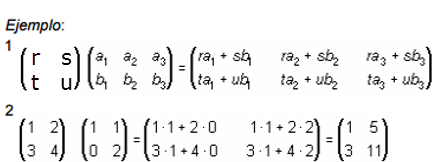 Ejemplo:
1
( r s
t u ) ( a₁ a₂ a₃
b₁ b₂ b₃ ) = ( ra₁ + sb₁ ra₂ + sb₂ ra₃ + sb₃
ta₁ + ub₁ ta₂ + ub₂ ta₃ + ub₃ )
2
( 1 2
3 4 ) ( 1 1
0 2 ) = ( 1·1 + 2·0 1·1 + 2·2
3·1 + 4·0 3·1 + 4·2 ) = ( 1 5
3 11 )